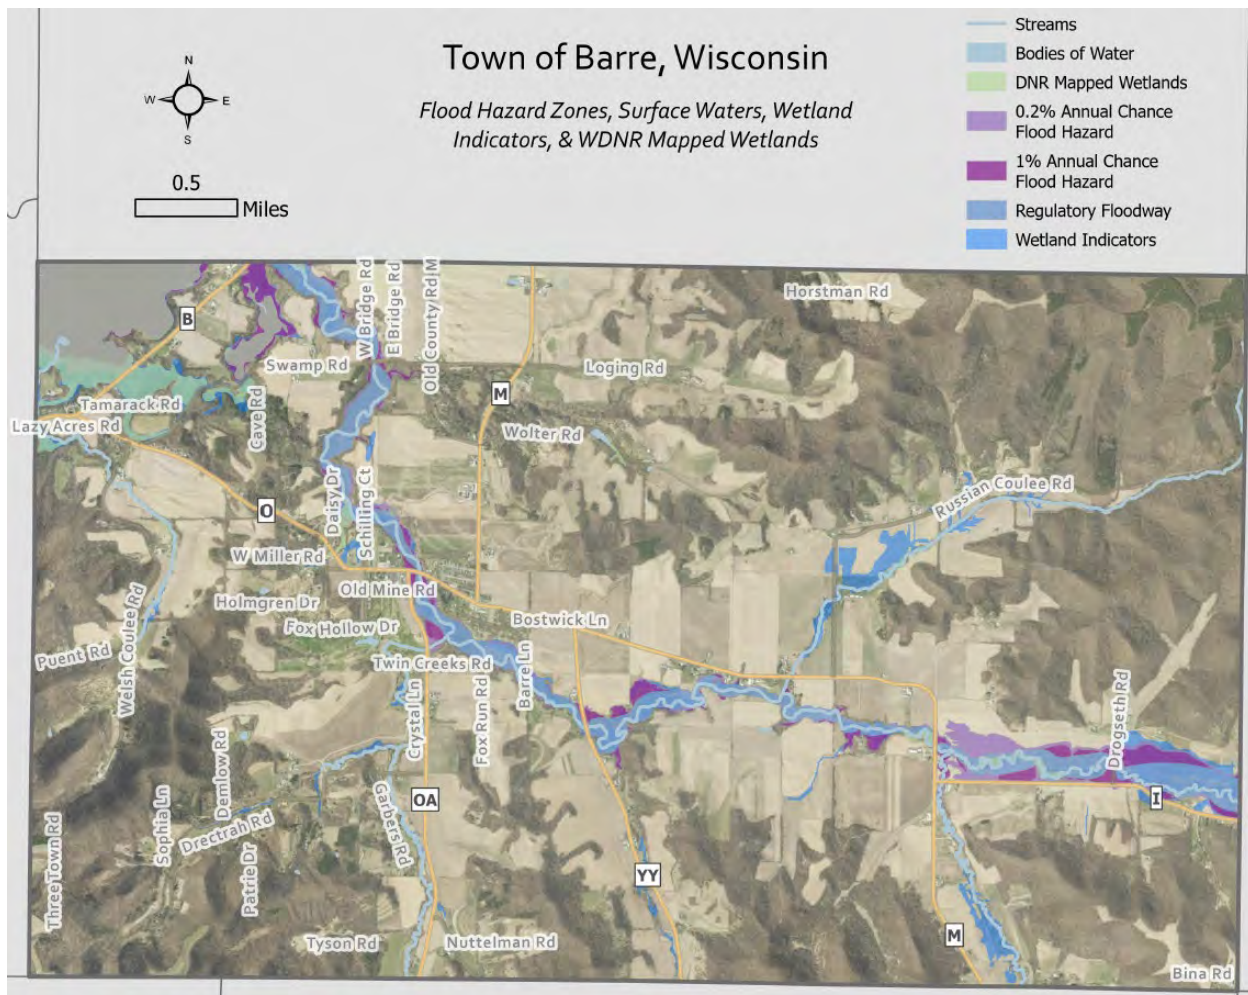 Town of Barre, Wisconsin
Flood Hazard Zones, Surface Waters, Wetland
Indicators, & WDNR Mapped Wetlands
N
W
E
S
0.5
Miles
Streams
Bodies of Water
DNR Mapped Wetlands
0.2% Annual Chance
Flood Hazard
1% Annual Chance
Flood Hazard
Regulatory Floodway
Wetland Indicators
B
W Bridge Rd
E Bridge Rd
Old County Rd M
Horstman Rd
Swamp Rd
Loging Rd
M
Tamarack Rd
Lazy Acres Rd
Cave Rd
Wolter Rd
O
Daisy Dr
Schilling Ct
Russian Coulee Rd
W Miller Rd
Old Mine Rd
Holmgren Dr
Fox Hollow Dr
Bostwick Ln
Puent Rd
Welsh Coulee Rd
Twin Creeks Rd
Crystal Ln
Fox Run Rd
Barre Ln
Drogseth Rd
Demlow Rd
OA
I
Three Town Rd
Sophia Ln
Drectrah Rd
Patrie Dr
Garbers Rd
YY
M
Tyson Rd
Nuttelman Rd
Bina Rd